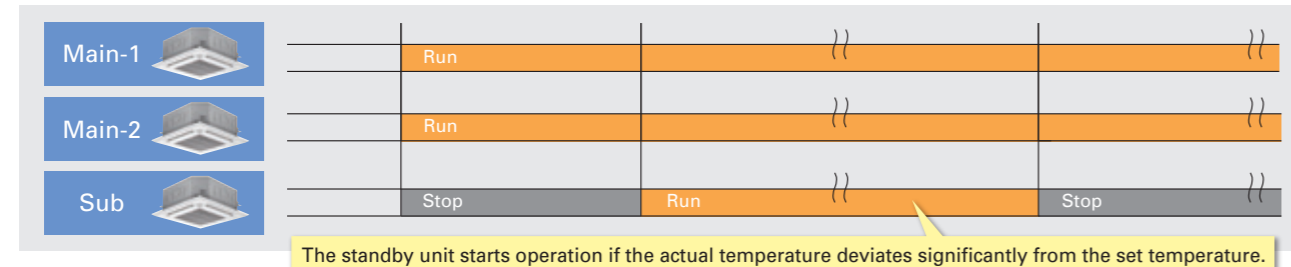 Main-1
Run
Main-2
Run
Sub
Stop
Run
Stop
The standby unit starts operation if the actual temperature deviates significantly from the set temperature.